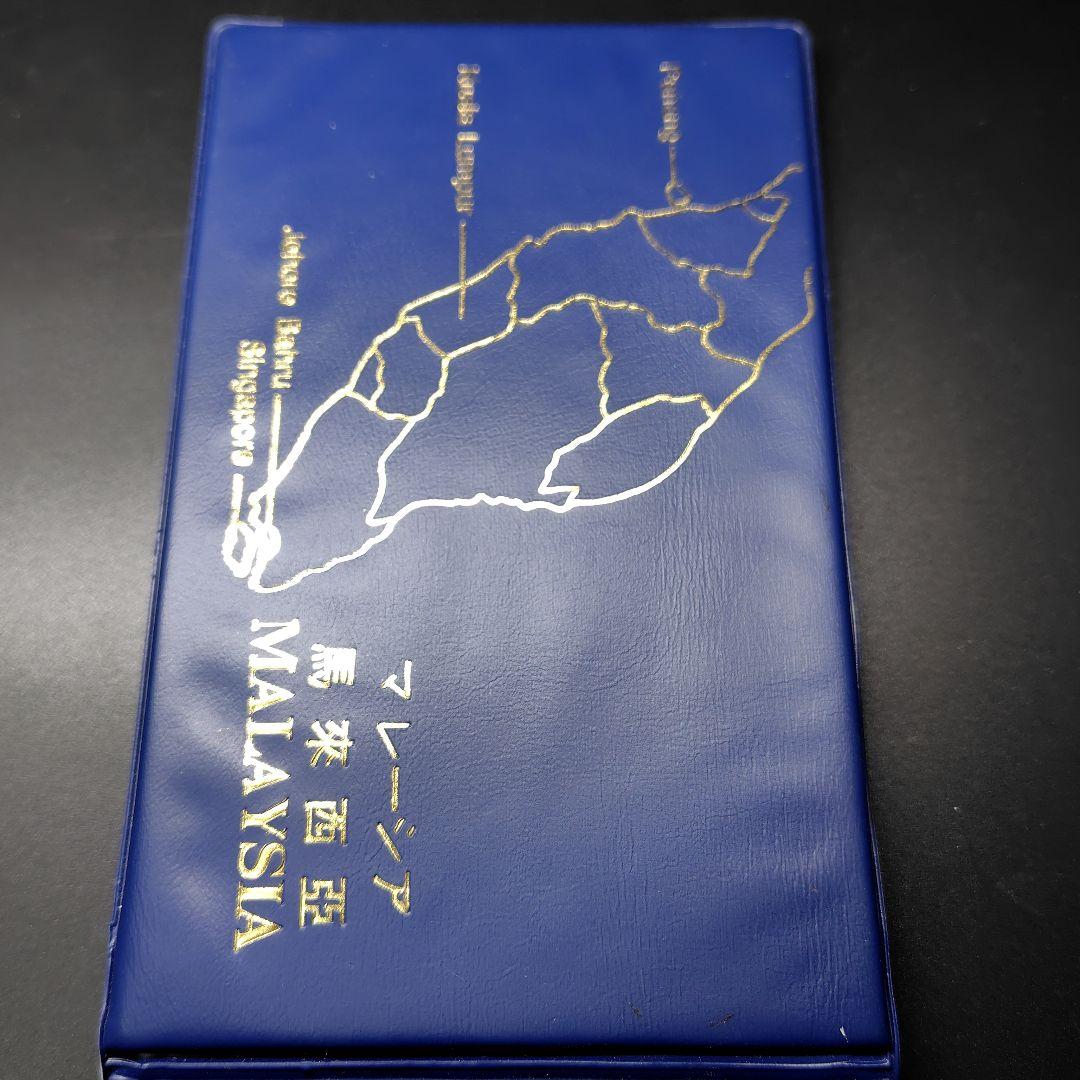 Penang
Kuala Lumpur
Johore Bahru
Singapore
マレーシア
馬来西亞
MALAYSIA